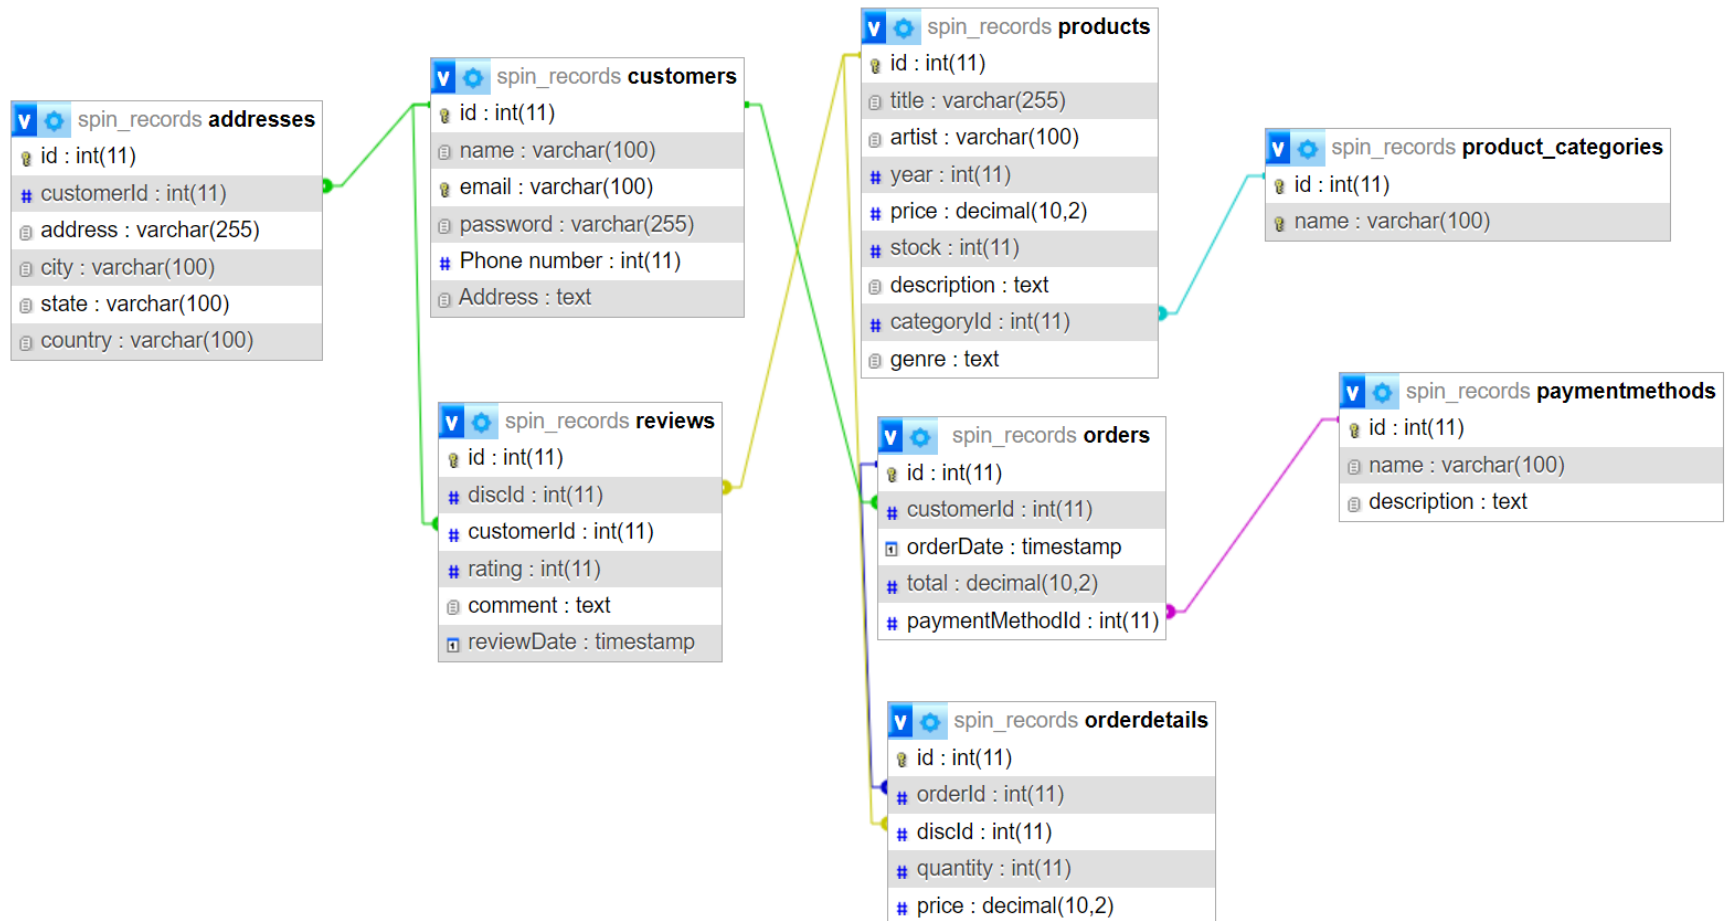 spin_records addresses
id : int(11)
customerId : int(11)
address : varchar(255)
city : varchar(100)
state : varchar(100)
country : varchar(100)
spin_records customers
id : int(11)
name : varchar(100)
email : varchar(100)
password : varchar(255)
Phone number : int(11)
Address : text
spin_records reviews
id : int(11)
discId : int(11)
customerId : int(11)
rating : int(11)
comment : text
reviewDate : timestamp
spin_records products
id : int(11)
title : varchar(255)
artist : varchar(100)
year : int(11)
price : decimal(10,2)
stock : int(11)
description : text
categoryId : int(11)
genre : text
spin_records orders
id : int(11)
customerId : int(11)
orderDate : timestamp
total : decimal(10,2)
paymentMethodId : int(11)
spin_records orderdetails
id : int(11)
orderId : int(11)
discId : int(11)
quantity : int(11)
price : decimal(10,2)
spin_records product_categories
id : int(11)
name : varchar(100)
spin_records paymentmethods
id : int(11)
name : varchar(100)
description : text